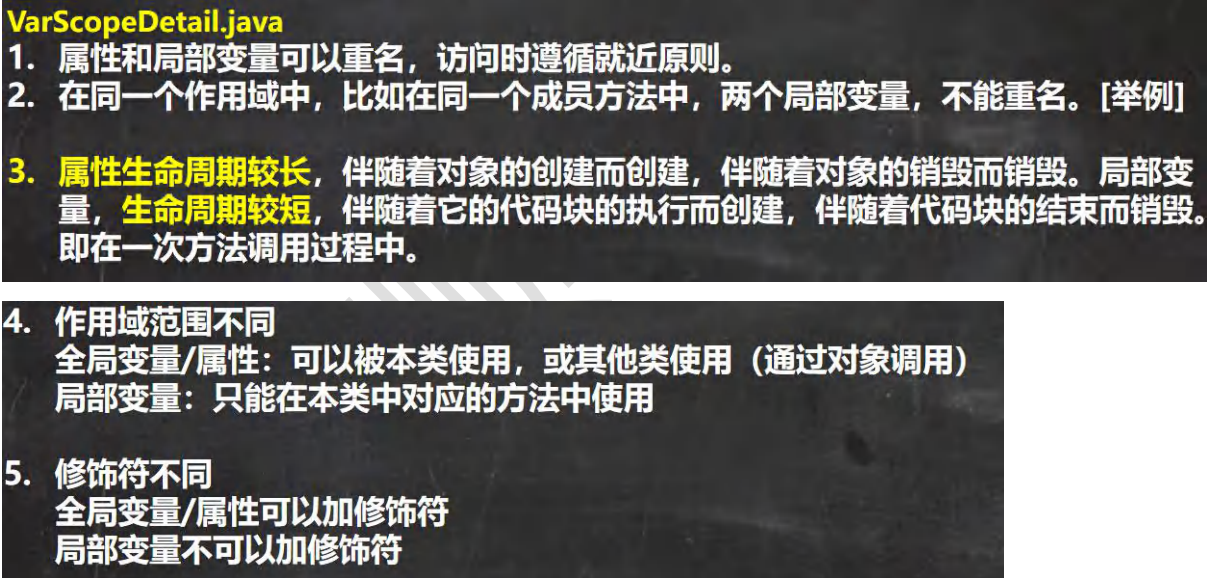 VarScopeDetail.java
1. 属性和局部变量可以重名，访问时遵循就近原则。
2. 在同一个作用域中，比如在同一个成员方法中，两个局部变量，不能重名。[举例]
3. 属性生命周期较长，伴随着对象的创建而创建，伴随着对象的销毁而销毁。局部变
量，生命周期较短，伴随着它的代码块的执行而创建，伴随着代码块的结束而销毁。
即在一次方法调用过程中。
4. 作用域范围不同
全局变量/属性：可以被本类使用，或其他类使用（通过对象调用）
局部变量：只能在本类中对应的方法中使用
5. 修饰符不同
全局变量/属性可以加修饰符
局部变量不可以加修饰符